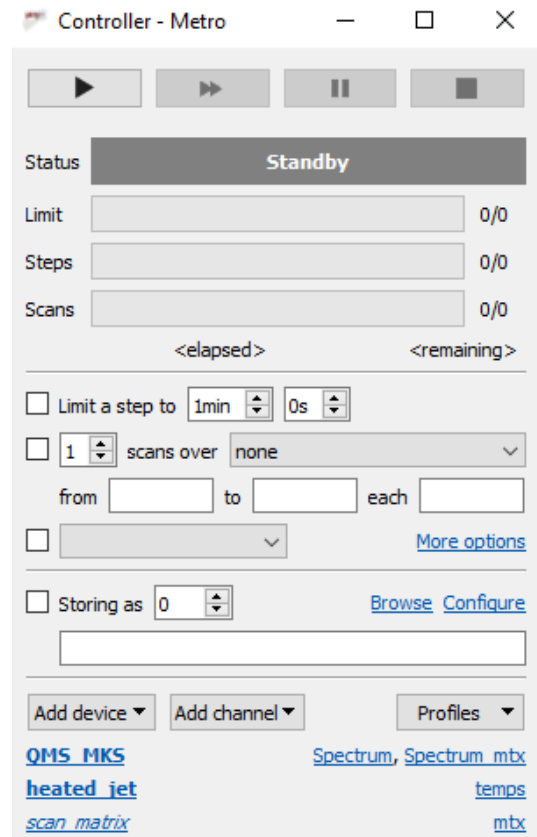 Controller - Metro
Status Standby
Limit 0/0
Steps 0/0
Scans 0/0
<elapsed> <remaining>
Limit a step to 1min 0s
1 scans over none
from to each
More options
Storing as 0 Browse Configure
Add device Add channel Profiles
QMS_MKS Spectrum, Spectrum_mtx
heated_jet temps
scan_matrix mtx